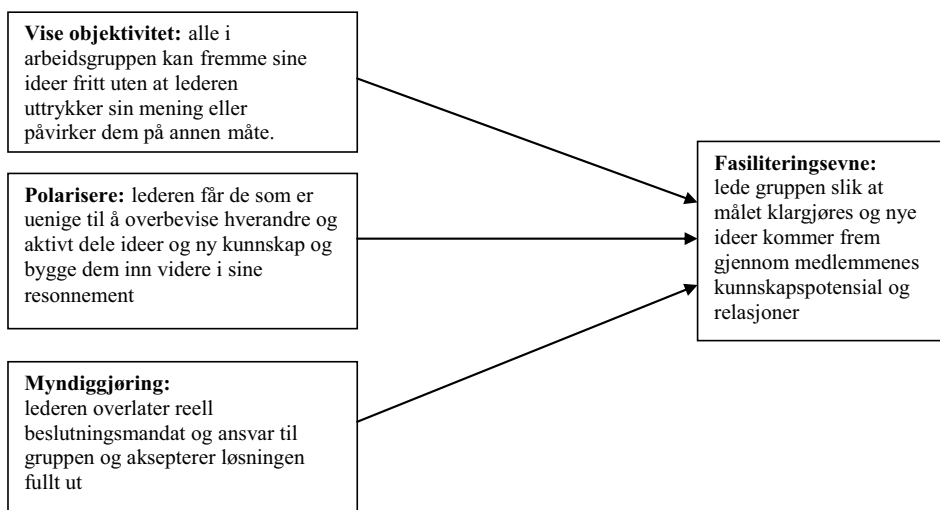 Vise objektivitet: alle i
arbeidsgruppen kan fremme sine
ideer fritt uten at lederen
uttrykker sin mening eller
påvirker dem på annen måte.
Polarisere: lederen får de som er
uenige til å overbevise hverandre og
aktivt dele ideer og ny kunnskap og
bygge dem inn videre i sine
resonnement
Myndiggjøring:
lederen overlater reell
beslutningsmandat og ansvar til
gruppen og aksepterer løsningen
fullt ut
Fasiliteringsevne:
lede gruppen slik at
målet klargjøres og nye
ideer kommer frem
gjennom medlemmenes
kunnskapspotensial og
relasjoner